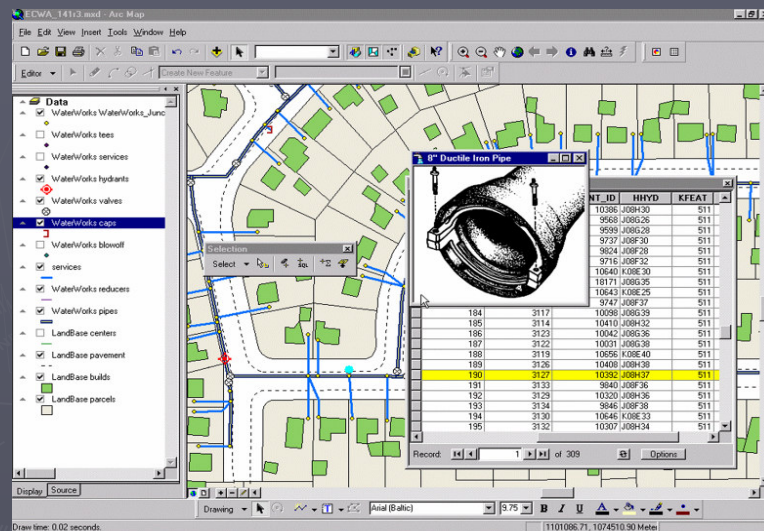 ECWA_141r3.mxd - Arc Map
File Edit View Insert Tools Window Help
Editor
Create New Feature
Data
WaterWorks WaterWorks_Junc
WaterWorks tees
WaterWorks services
WaterWorks hydrants
WaterWorks valves
WaterWorks caps
WaterWorks blowoff
services
WaterWorks reducers
WaterWorks pipes
LandBase centers
LandBase pavement
LandBase builds
LandBase parcels
Display Source
Selection
Select
SQL
8" Ductile Iron Pipe
NT_ID HHYD KFEAT
10386 J08H30 511
9568 J08G26 511
9599 J08G28 511
9737 J08F30 511
9824 J08F28 511
9716 J08F32 511
10640 K08E30 511
18171 J08G35 511
10643 K08E25 511
9747 J08F37 511
184 3117 10098 J08G39 511
185 3114 10410 J08H32 511
186 3123 10042 J08G36 511
187 3122 10031 J08G38 511
188 3119 10656 K08E40 511
189 3126 10408 J08H38 511
190 3127 10392 J08H37 511
191 3133 9840 J08F36 511
192 3129 10320 J08H36 511
193 3134 9846 J08F38 511
194 3130 10646 K08E33 511
195 3132 10307 J08H34 511
Record: 1 of 309 Options
Drawing A Arial (Baltic) 9.75 B I U A
Draw time: 0.02 seconds. 1101086.71, 1074510.90 Meter